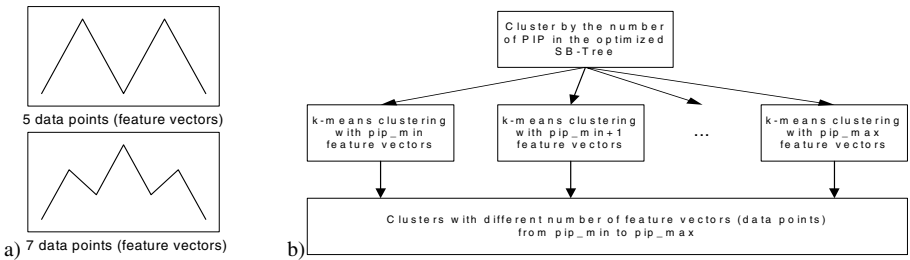 5 data points (feature vectors)
a) 7 data points (feature vectors)
b)
Cluster by the number
of PIP in the optimized
SB-Tree
k-means clustering
with pip_min
feature vectors
k-means clustering
with pip_min+1
feature vectors
...
k-means clustering
with pip_max
feature vectors
Clusters with different number of feature vectors (data points)
from pip_min to pip_max